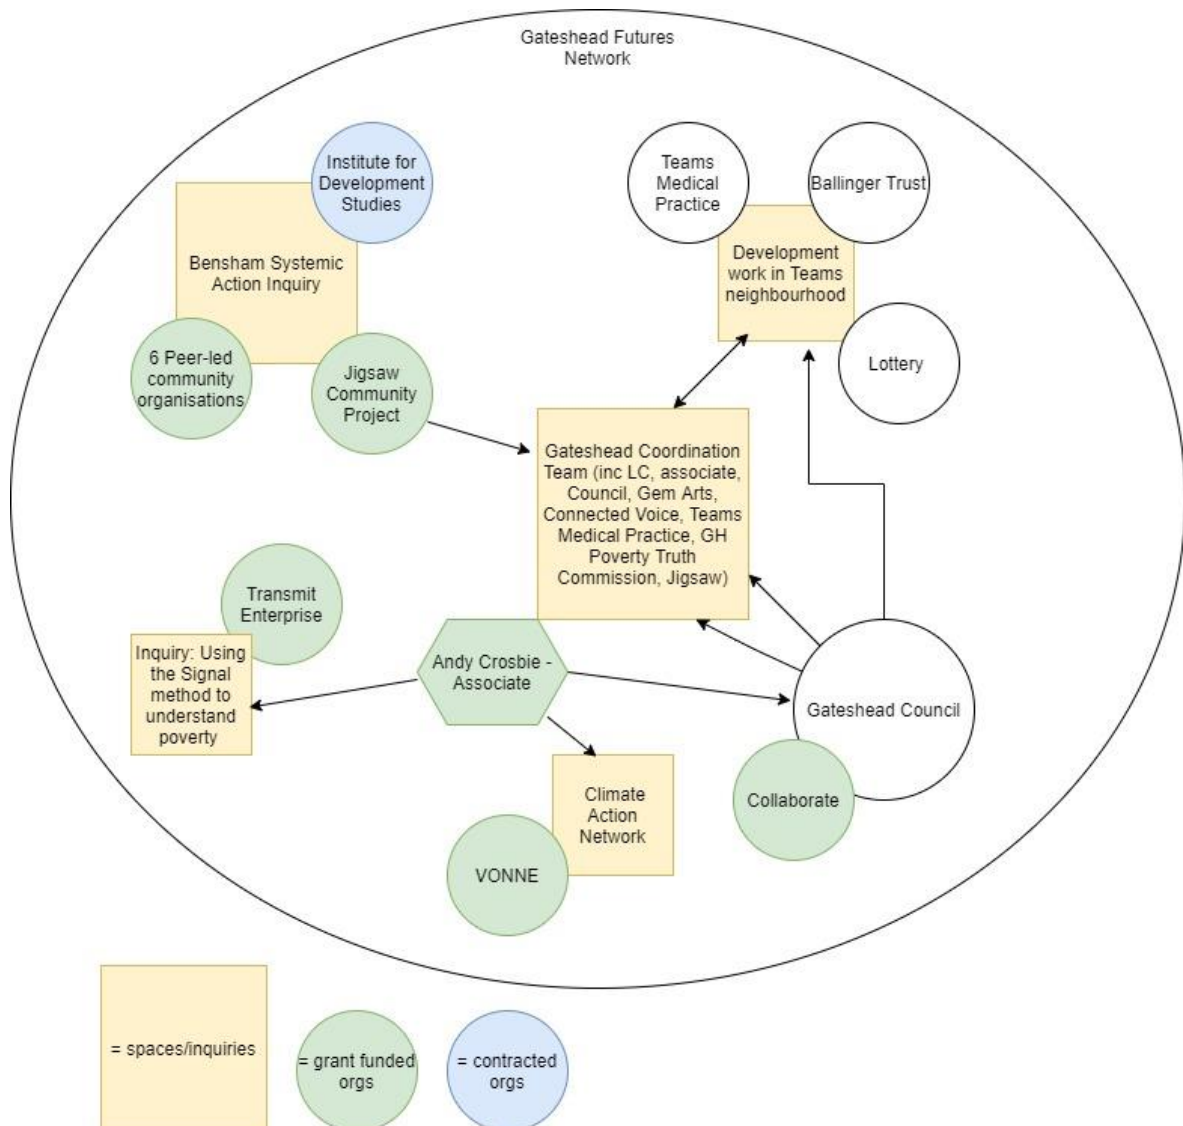 Gateshead Futures
Network
Institute for
Development
Studies
Teams
Medical
Practice
Ballinger Trust
Bensham Systemic
Action Inquiry
Development
work in Teams
neighbourhood
6 Peer-led
community
organisations
Jigsaw
Community
Project
Lottery
Gateshead Coordination
Team (inc LC, associate,
Council, Gem Arts,
Connected Voice, Teams
Medical Practice, GH
Poverty Truth
Commission, Jigsaw)
Transmit
Enterprise
Inquiry: Using
the Signal
method to
understand
poverty
Andy Crosbie -
Associate
Gateshead Council
Climate
Action
Network
Collaborate
VONNE
= spaces/inquiries
= grant funded
orgs
= contracted
orgs